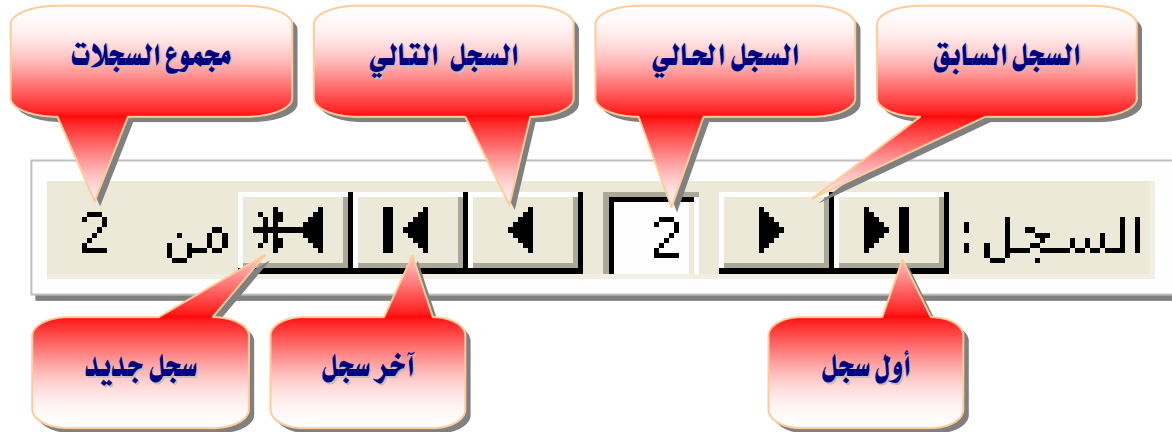 السجل السابق
السجل الحالي
السجل التالي
مجموع السجلات
السجل: 2 من 2
أول سجل
آخر سجل
سجل جديد